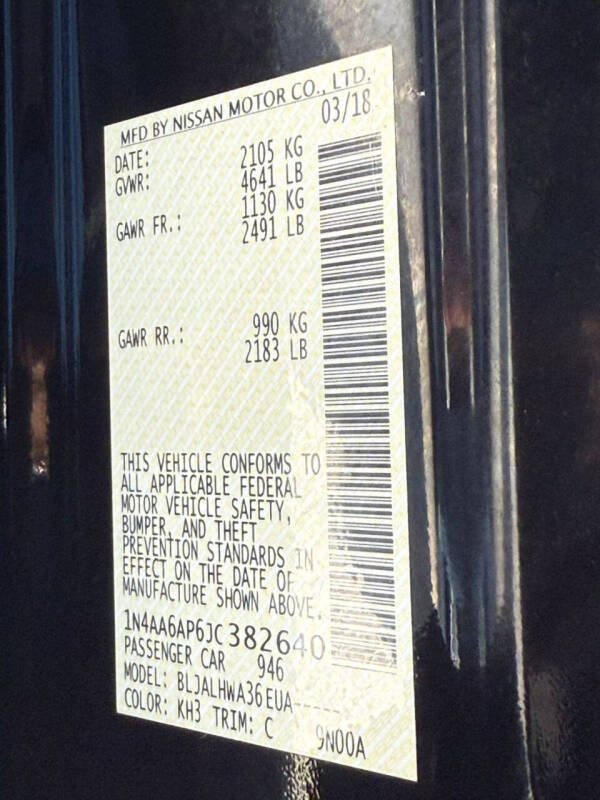 MFD BY NISSAN MOTOR CO., LTD.
DATE: 03/18
GVWR: 2105 KG
4641 LB
GAWR FR.: 1130 KG
2491 LB
GAWR RR.: 990 KG
2183 LB
THIS VEHICLE CONFORMS TO
ALL APPLICABLE FEDERAL
MOTOR VEHICLE SAFETY,
BUMPER, AND THEFT
PREVENTION STANDARDS IN
EFFECT ON THE DATE OF
MANUFACTURE SHOWN ABOVE.
1N4AA6AP6JC382640
PASSENGER CAR 946
MODEL: BLJALHWA36EUA-----
COLOR: KH3 TRIM: C 9N00A